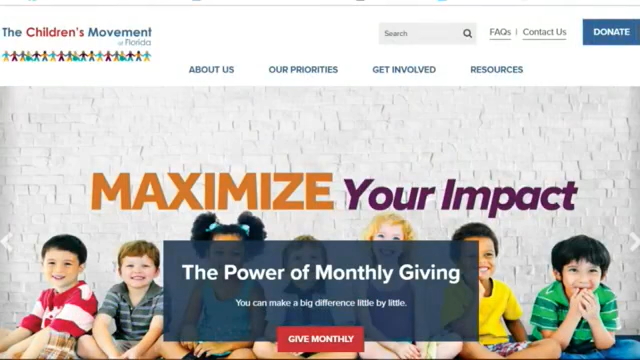 The Children's Movement
of Florida
Search
FAQs | Contact Us
DONATE
ABOUT US
OUR PRIORITIES
GET INVOLVED
RESOURCES
MAXIMIZE Your Impact
The Power of Monthly Giving
You can make a big difference little by little.
GIVE MONTHLY